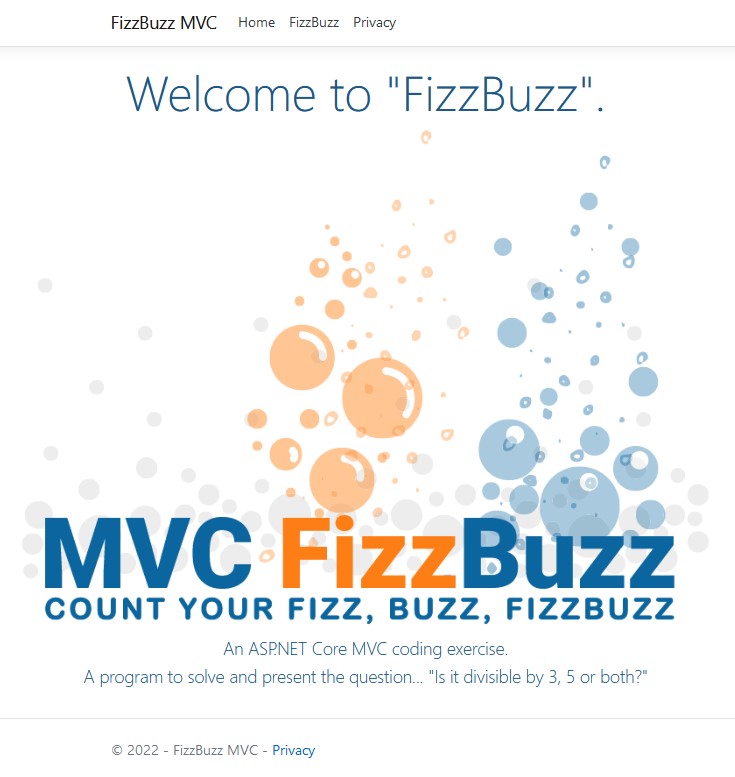 FizzBuzz MVC Home FizzBuzz Privacy
Welcome to "FizzBuzz".
MVC FizzBuzz
COUNT YOUR FIZZ, BUZZ, FIZZBUZZ
An ASP.NET Core MVC coding exercise.
A program to solve and present the question... "Is it divisible by 3, 5 or both?"
© 2022 - FizzBuzz MVC - Privacy